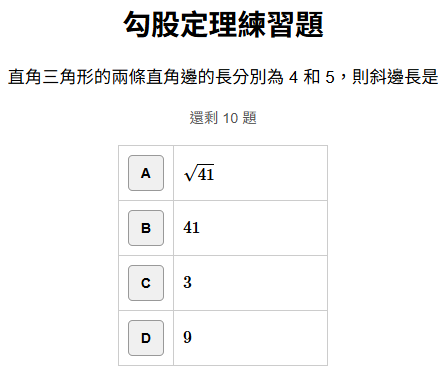 勾股定理練習題
直角三角形的兩條直角邊的長分別為 4 和 5，則斜邊長是
還剩 10 題
A √41
B 41
C 3
D 9